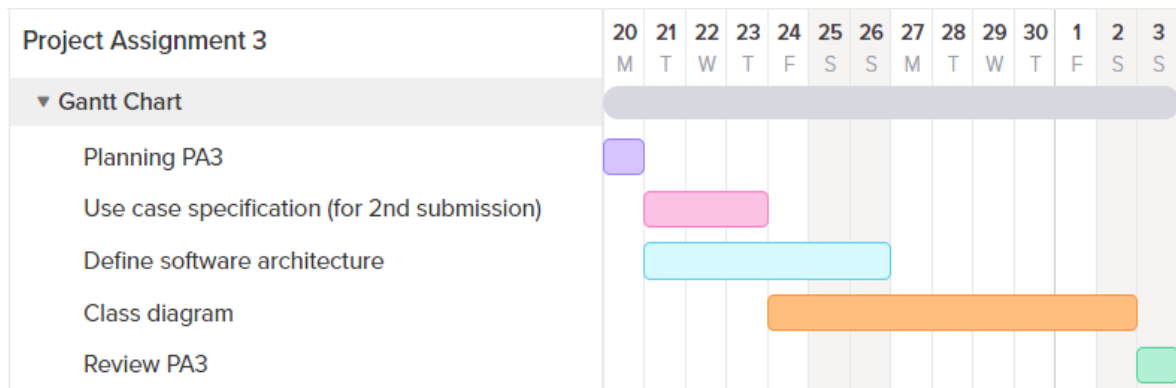 Project Assignment 3
20 21 22 23 24 25 26 27 28 29 30 1 2 3
M T W T F S S M T W T F S S
Gantt Chart
Planning PA3
Use case specification (for 2nd submission)
Define software architecture
Class diagram
Review PA3